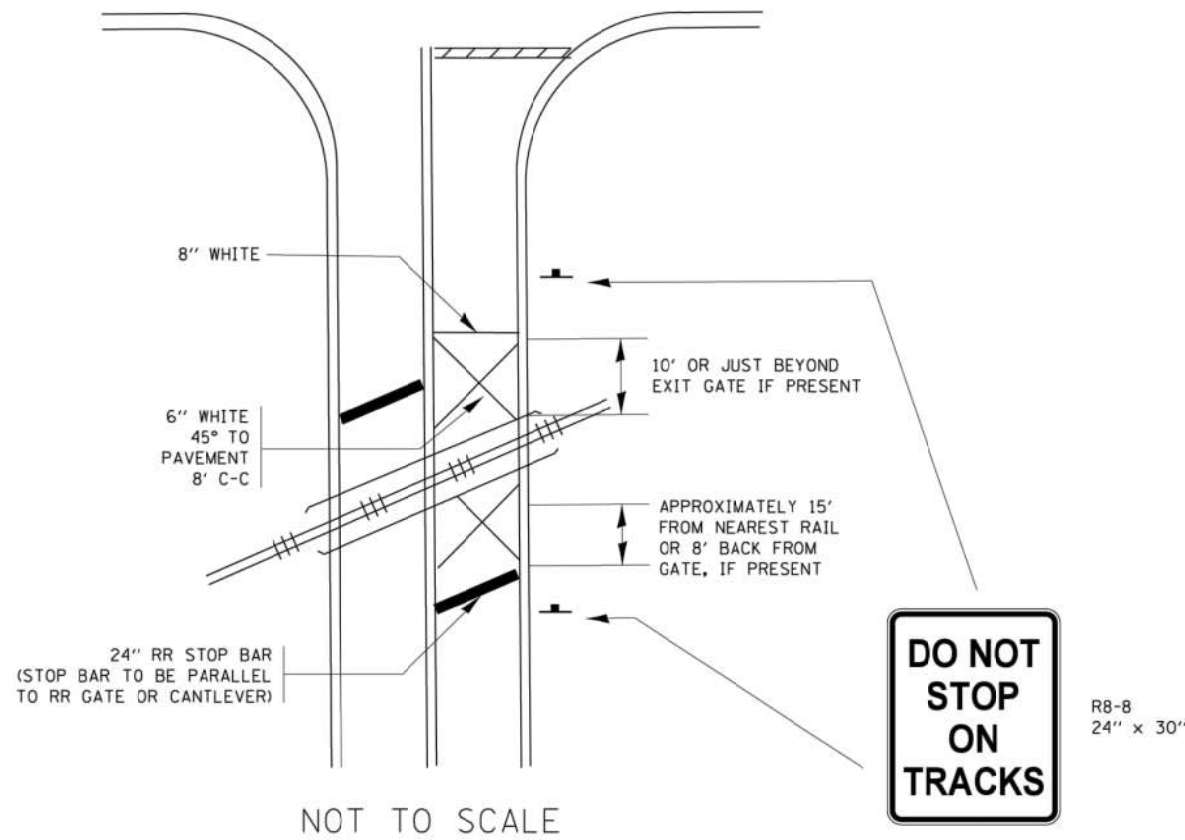 8'' WHITE
10' OR JUST BEYOND
EXIT GATE IF PRESENT
6'' WHITE
45° TO
PAVEMENT
8' C-C
APPROXIMATELY 15'
FROM NEAREST RAIL
OR 8' BACK FROM
GATE, IF PRESENT
24'' RR STOP BAR
(STOP BAR TO BE PARALLEL
TO RR GATE OR CANTLEVER)
DO NOT
STOP
ON
TRACKS
R8-8
24'' x 30''
NOT TO SCALE